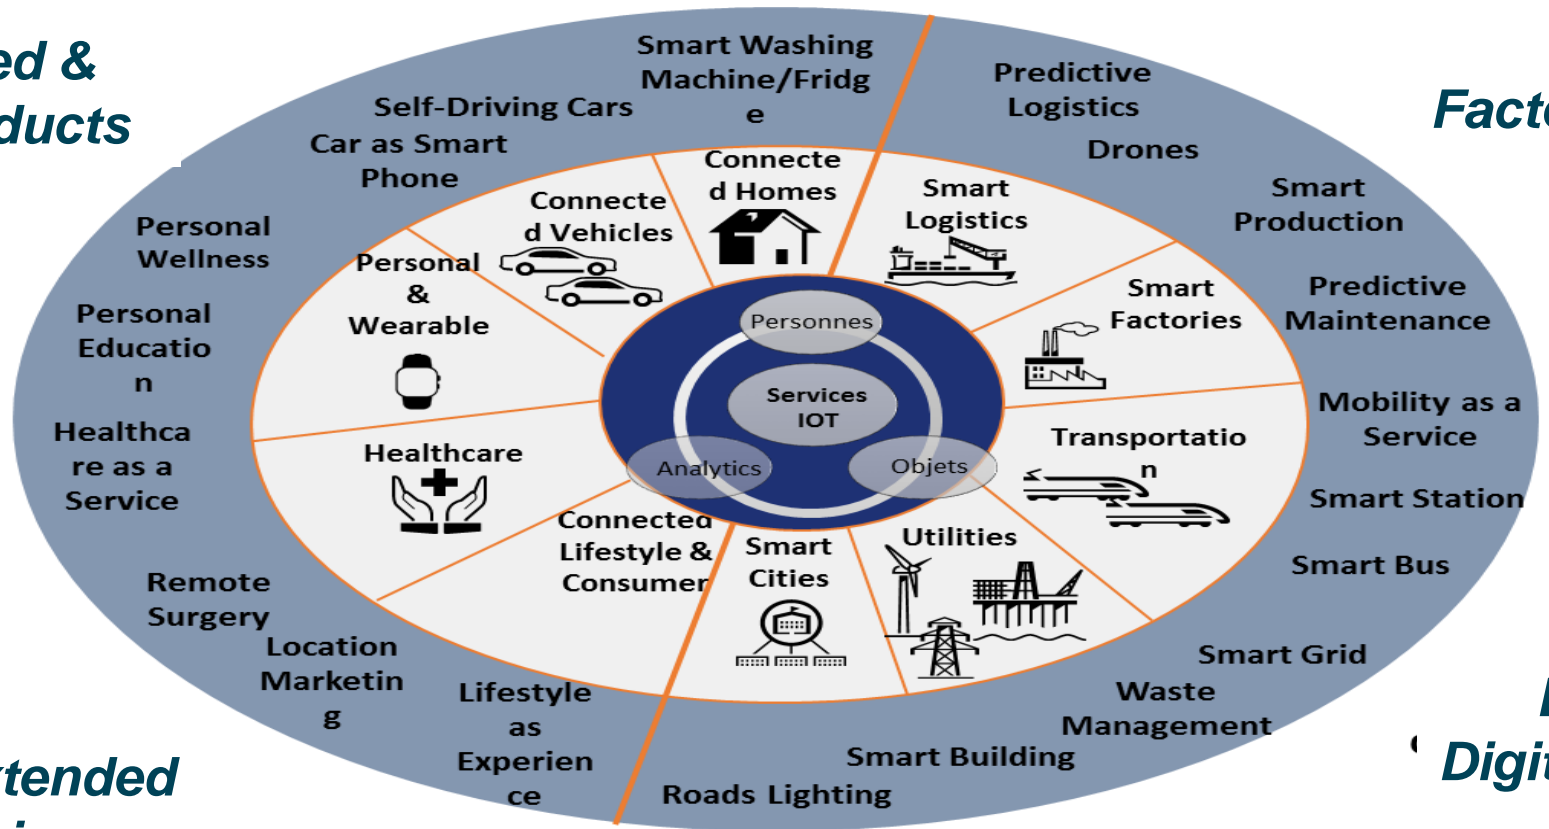 ed &
ducts
Facto
Smart Washing
Machine/Fridg
e
Self-Driving Cars
Car as Smart
Phone
Predictive
Logistics
Drones
Smart
Production
Personal
Wellness
Personal
Educatio
n
Healthca
re as a
Service
Remote
Surgery
Location
Marketin
g
Lifestyle
as
Experien
ce
Predictive
Maintenance
Mobility as a
Service
Smart Station
Smart Bus
Smart Grid
Waste
Management
Smart Building
Roads Lighting
Connecte
d Homes
Connecte
d Vehicles
Personal
&
Wearable
Healthcare
Connected
Lifestyle &
Consumer
Smart
Logistics
Smart
Factories
Transportatio
n
Utilities
Smart
Cities
Personnes
Services
IOT
Analytics
Objets
xtended
Digit